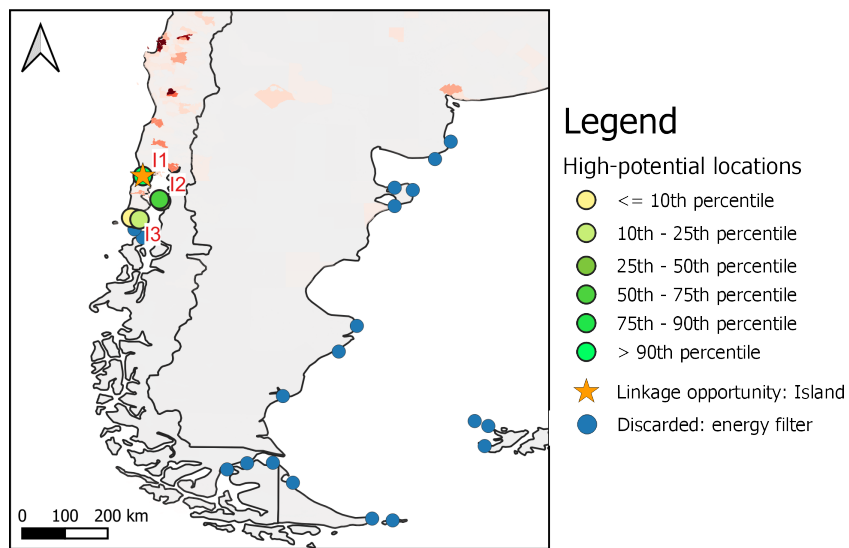 I1
I2
I3
0 100 200 km
Legend
High-potential locations
<= 10th percentile
10th - 25th percentile
25th - 50th percentile
50th - 75th percentile
75th - 90th percentile
> 90th percentile
Linkage opportunity: Island
Discarded: energy filter